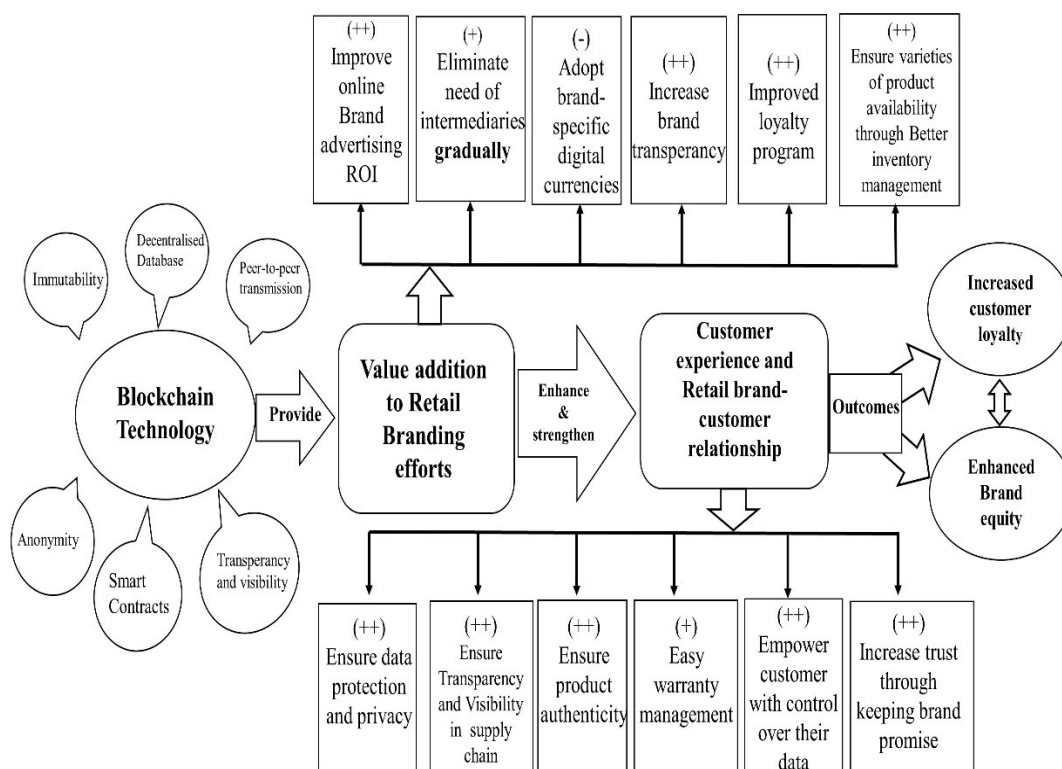 (++)
Improve
online
Brand
advertising
ROI
(+)
Eliminate
need of
intermediaries
gradually
(-)
Adopt
brand-
specific
digital
currencies
(++)
Increase
brand
transperancy
(++)
Improved
loyalty
program
(++)
Ensure varieties
of product
availability
through Better
inventory
management
Immutability
Decentralised
Database
Peer-to-peer
transmission
Blockchain
Technology
Anonymity
Smart
Contracts
Transperancy
and visibility
Provide
Value addition
to Retail
Branding
efforts
Enhance
&
strengthen
Customer
experience and
Retail brand-
customer
relationship
Outcomes
Increased
customer
loyalty
Enhanced
Brand
equity
(++)
Ensure data
protection
and privacy
(++)
Ensure
Transparency
and Visibility
in supply
chain
(++)
Ensure
product
authenticity
(+)
Easy
warranty
management
(++)
Empower
customer
with control
over their
data
(++)
Increase trust
through
keeping brand
promise